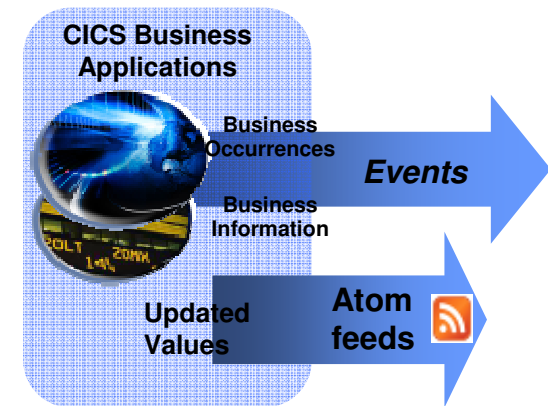 CICS Business
Applications
Business
Occurrences
Events
Business
Information
Updated
Values
Atom
feeds